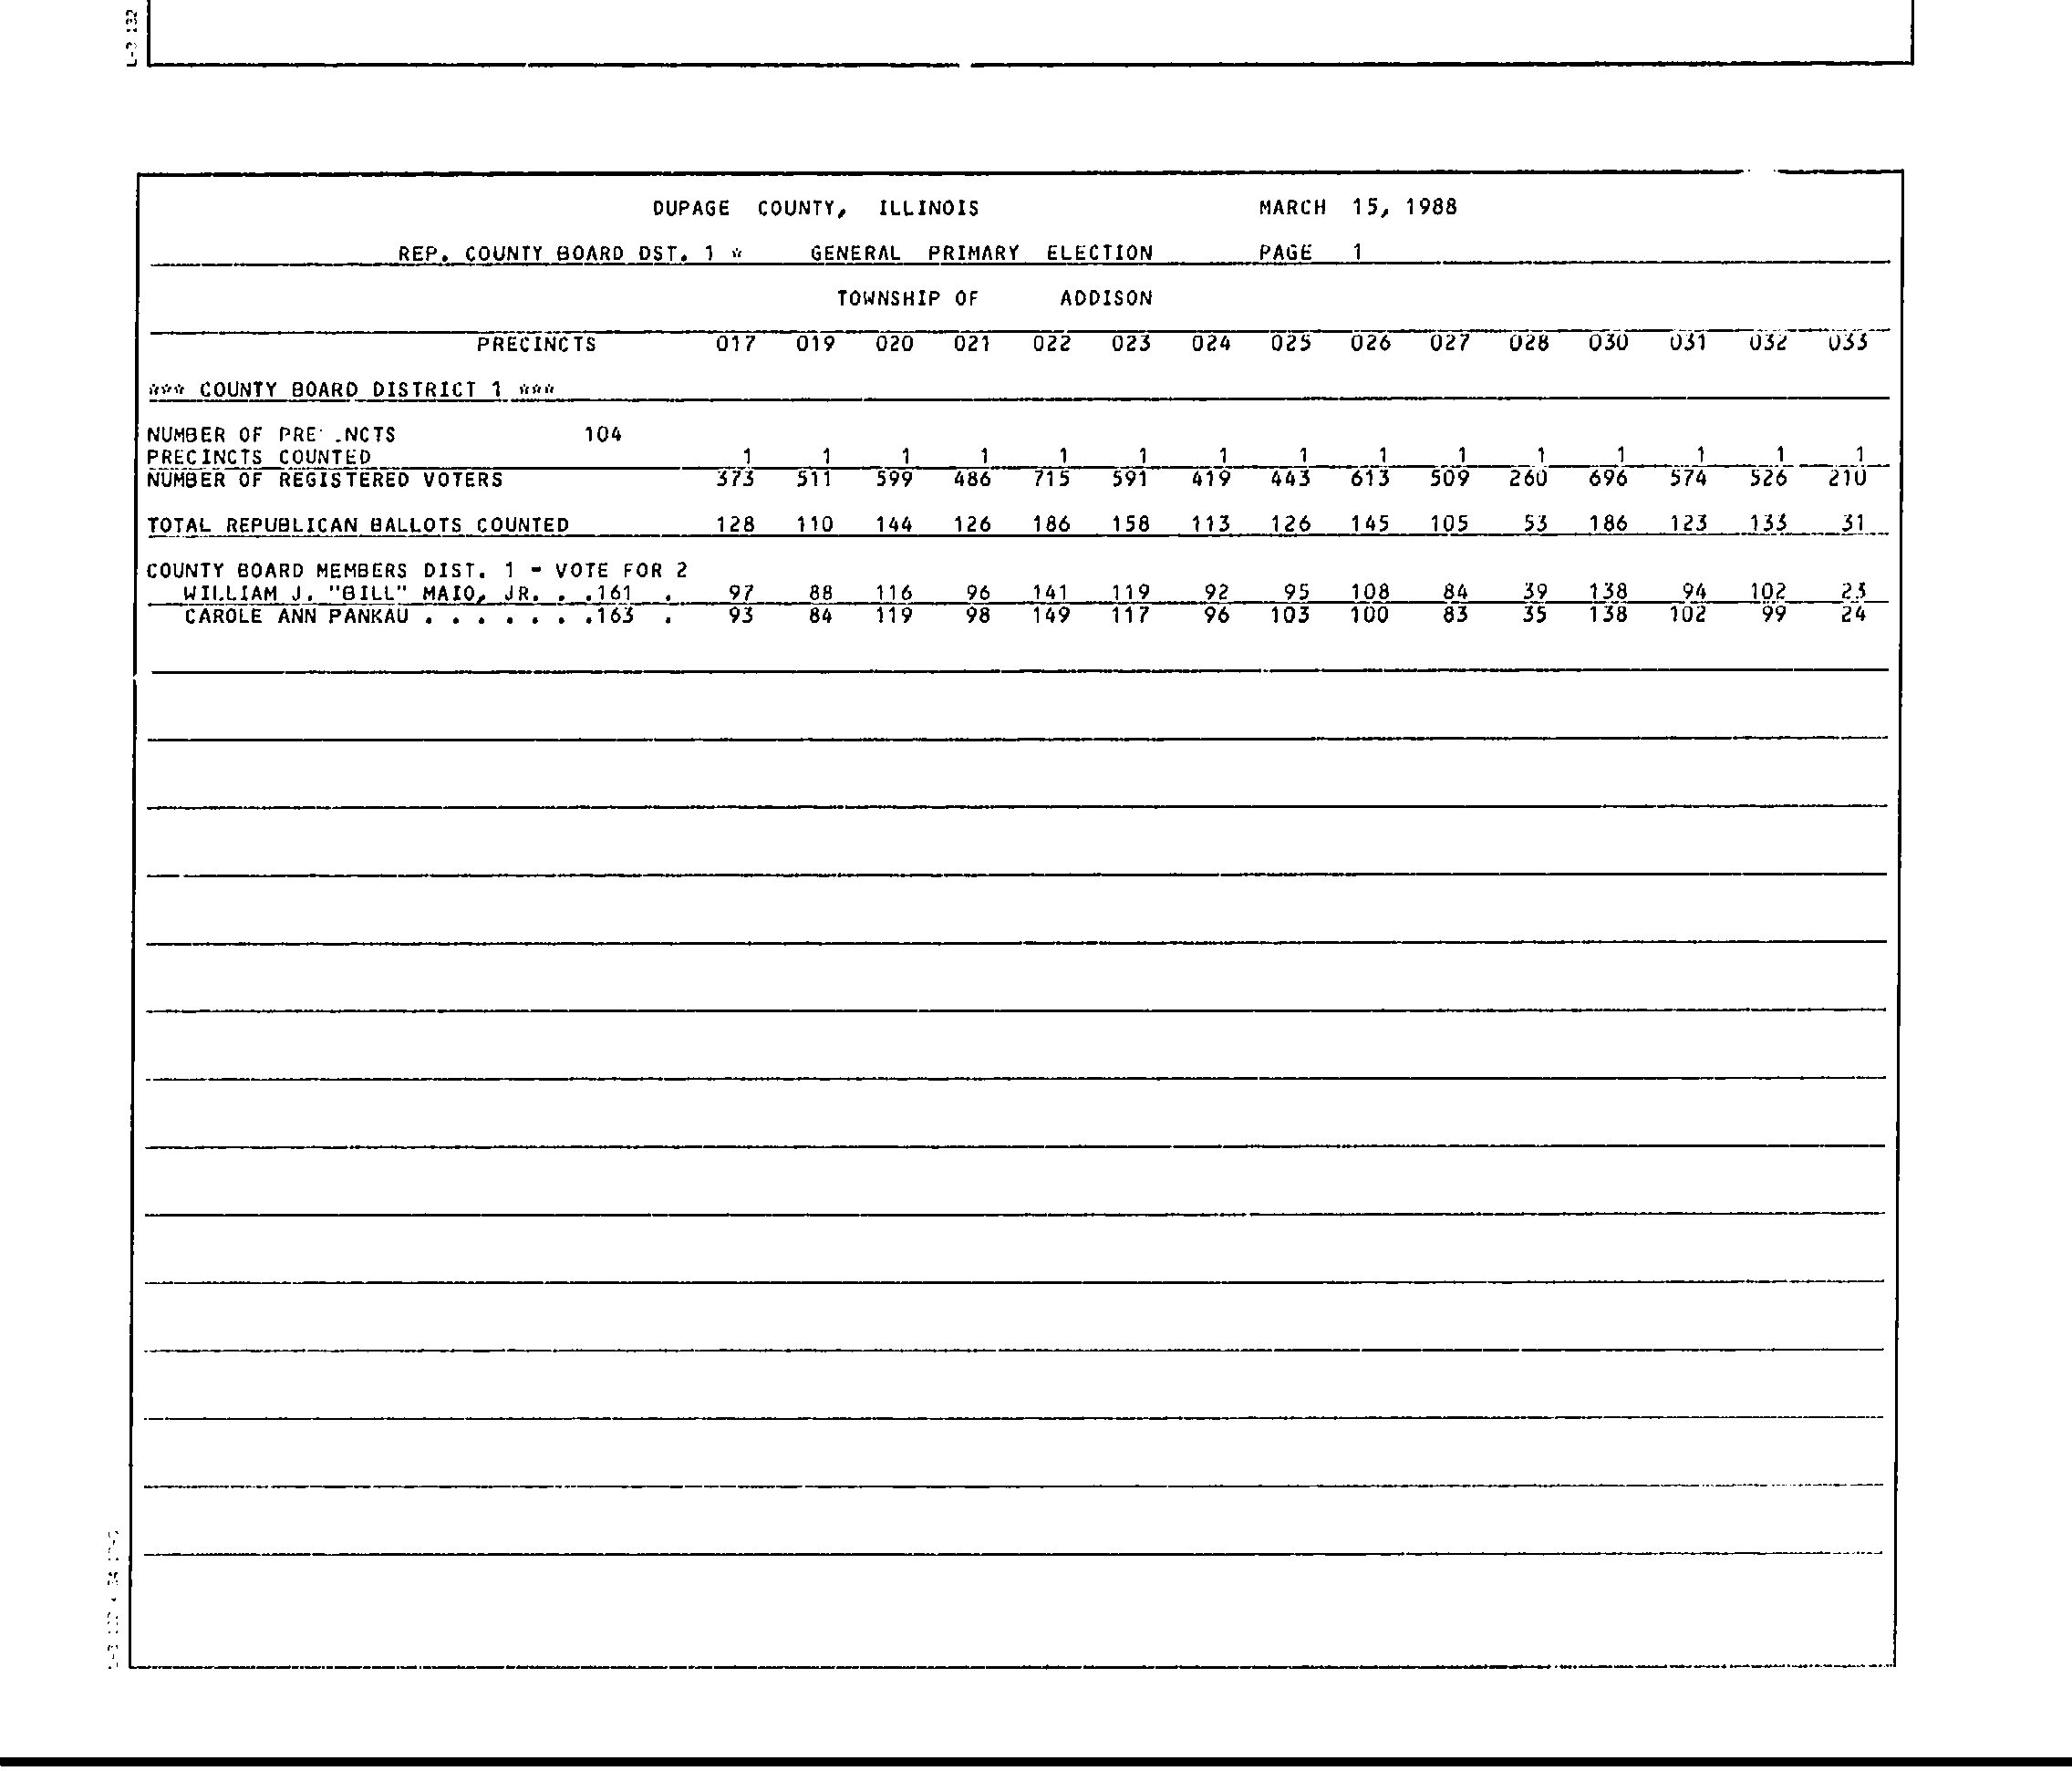 DUPAGE COUNTY, ILLINOIS MARCH 15, 1988
REP. COUNTY BOARD DST. 1 * GENERAL PRIMARY ELECTION PAGE 1
TOWNSHIP OF ADDISON
PRECINCTS 017 019 020 021 022 023 024 025 026 027 028 030 031 032 033
*** COUNTY BOARD DISTRICT 1 ***
NUMBER OF 104
PRECINCTS COUNTED 1 1 1 1 1 1 1 1 1 1 1 1 1 1 1
NUMBER OF REGISTERED VOTERS 373 511 599 486 715 591 419 443 613 509 260 696 574 526 210
TOTAL REPUBLICAN BALLOTS COUNTED 128 110 144 126 186 158 113 126 145 105 53 186 123 133 31
COUNTY BOARD MEMBERS DIST. 1 - VOTE FOR 2
WILLIAM J. "BILL" MAIO, JR. . .161 . 97 88 116 96 141 119 92 95 108 84 39 138 94 102 23
CAROLE ANN PANKAU . . . . . . .163 . 93 84 119 98 149 117 96 103 100 83 35 138 102 99 24